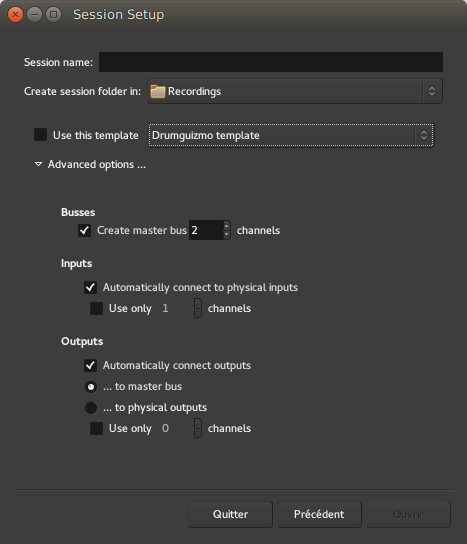 Session Setup
Session name:
Create session folder in: Recordings
Use this template Drumguizmo template
Advanced options ...
Busses
Create master bus 2 channels
Inputs
Automatically connect to physical inputs
Use only 1 channels
Outputs
Automatically connect outputs
... to master bus
... to physical outputs
Use only 0 channels
Quitter Précédent Ouvrir